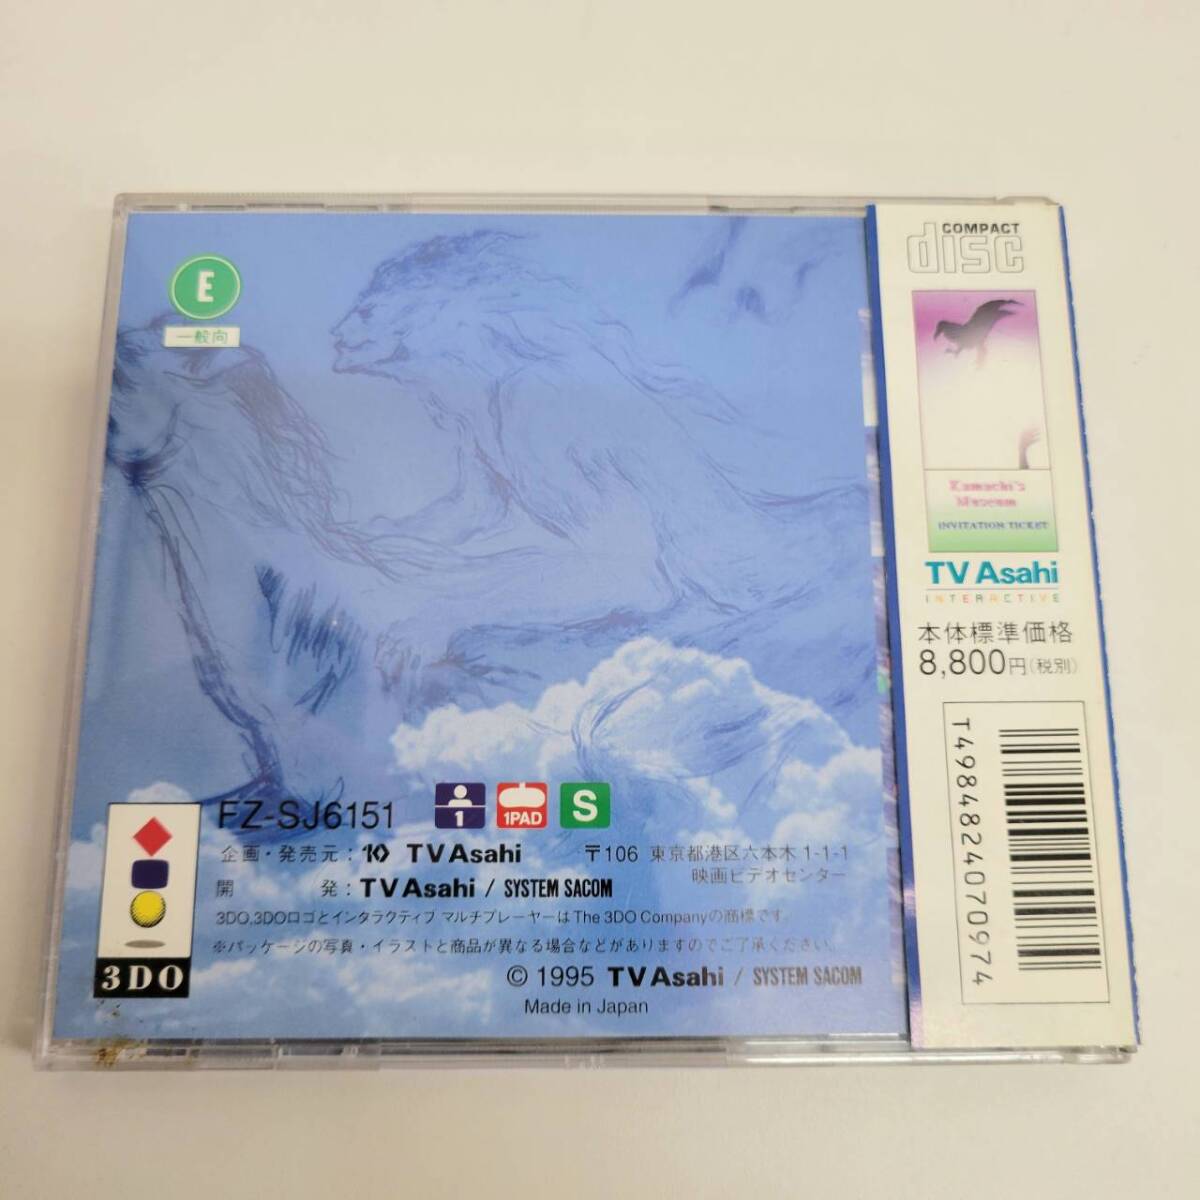 E
一般向
FZ-SJ6151
1
1PAD
S
企画・発売元：10 TV Asahi 〒106 東京都港区六本木 1-1-1
映画ビデオセンター
開　　発：TV Asahi / SYSTEM SACOM
3DO,3DOロゴとインタラクティブ マルチプレーヤーはThe 3DO Companyの商標です。
※パッケージの写真・イラストと商品が異なる場合などがありますのでご了承ください。
© 1995 TV Asahi / SYSTEM SACOM
Made in Japan
3DO
COMPACT
disc
Kumachi's
Museum
INVITATION TICKET
TV Asahi
INTERACTIVE
本体標準価格
8,800円(税別)
T4984824070974